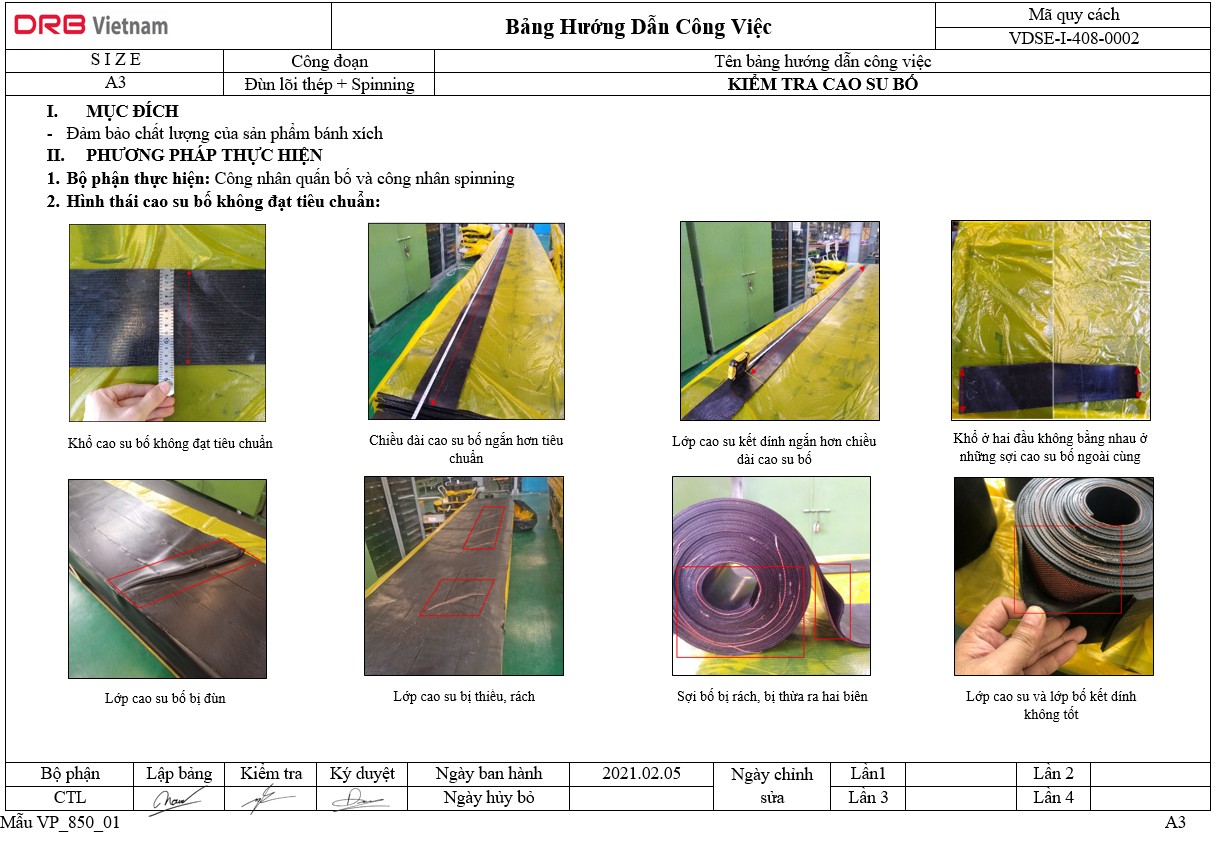 DRB Vietnam
Bảng Hướng Dẫn Công Việc
Mã quy cách
VDSE-I-408-0002
S I Z E
Công đoạn
Tên bảng hướng dẫn công việc
A3
Đùn lõi thép + Spinning
KIỂM TRA CAO SU BỐ
I. MỤC ĐÍCH
- Đảm bảo chất lượng của sản phẩm bánh xích
II. PHƯƠNG PHÁP THỰC HIỆN
1. Bộ phận thực hiện: Công nhân quấn bố và công nhân spinning
2. Hình thái cao su bố không đạt tiêu chuẩn:
Khổ cao su bố không đạt tiêu chuẩn
Chiều dài cao su bố ngắn hơn tiêu
chuẩn
Lớp cao su kết dính ngắn hơn chiều
dài cao su bố
Khổ ở hai đầu không bằng nhau ở
những sợi cao su bố ngoài cùng
Lớp cao su bố bị đùn
Lớp cao su bị thiếu, rách
Sợi bố bị rách, bị thừa ra hai biên
Lớp cao su và lớp bố kết dính
không tốt
Bộ phận
Lập bảng
Kiểm tra
Ký duyệt
Ngày ban hành
2021.02.05
Ngày chỉnh
sửa
Lần1
Lần 2
CTL
Ngày hủy bỏ
Lần 3
Lần 4
Mẫu VP_850_01
A3